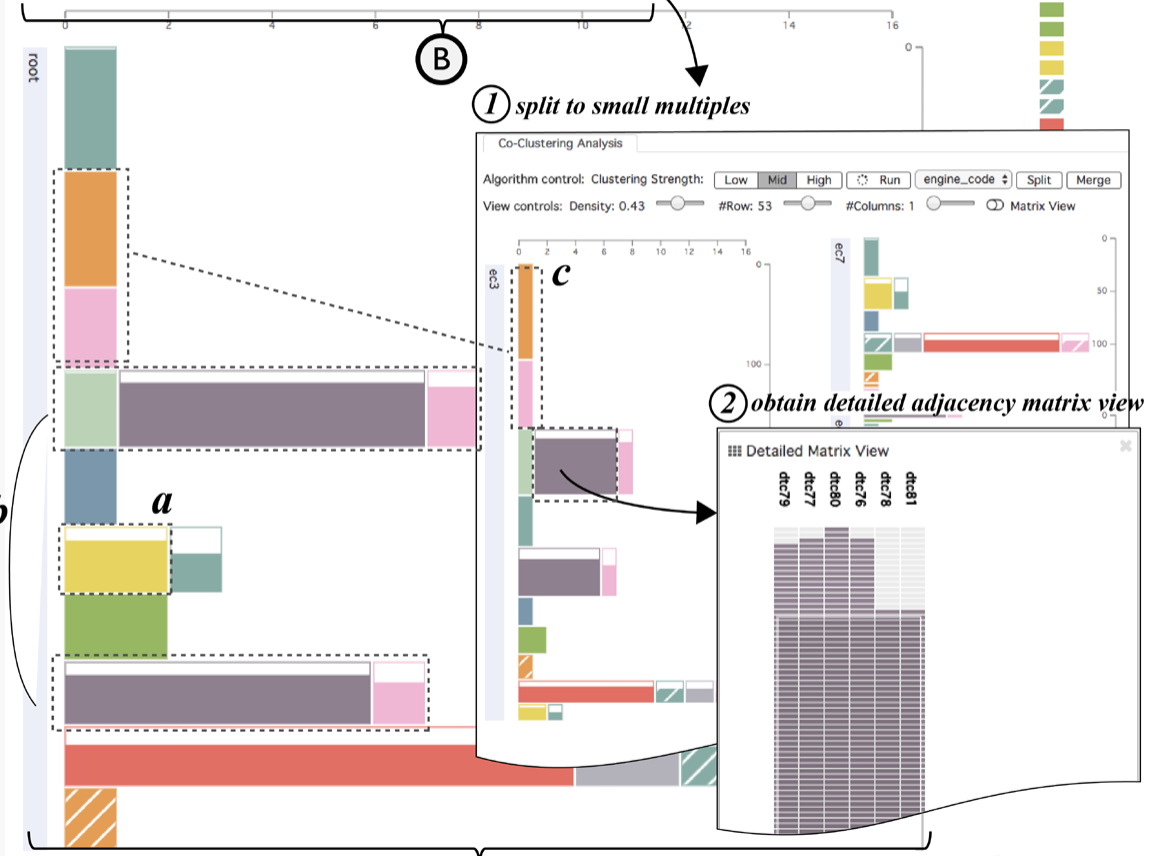 0 2 4 6 8 10 12 14 16
B
root
0
1 split to small multiples
Co-Clustering Analysis
Algorithm control: Clustering Strength: Low Mid High Run engine_code Split Merge
View controls: Density: 0.43 #Row: 53 #Columns: 1 Matrix View
0 2 4 6 8 10 12 14 16
ec3
c
0
100
ec7
0
50
100
2 obtain detailed adjacency matrix view
e
0
Detailed Matrix View
dtc79 dtc77 dtc80 dtc76 dtc78 dtc81
a
b